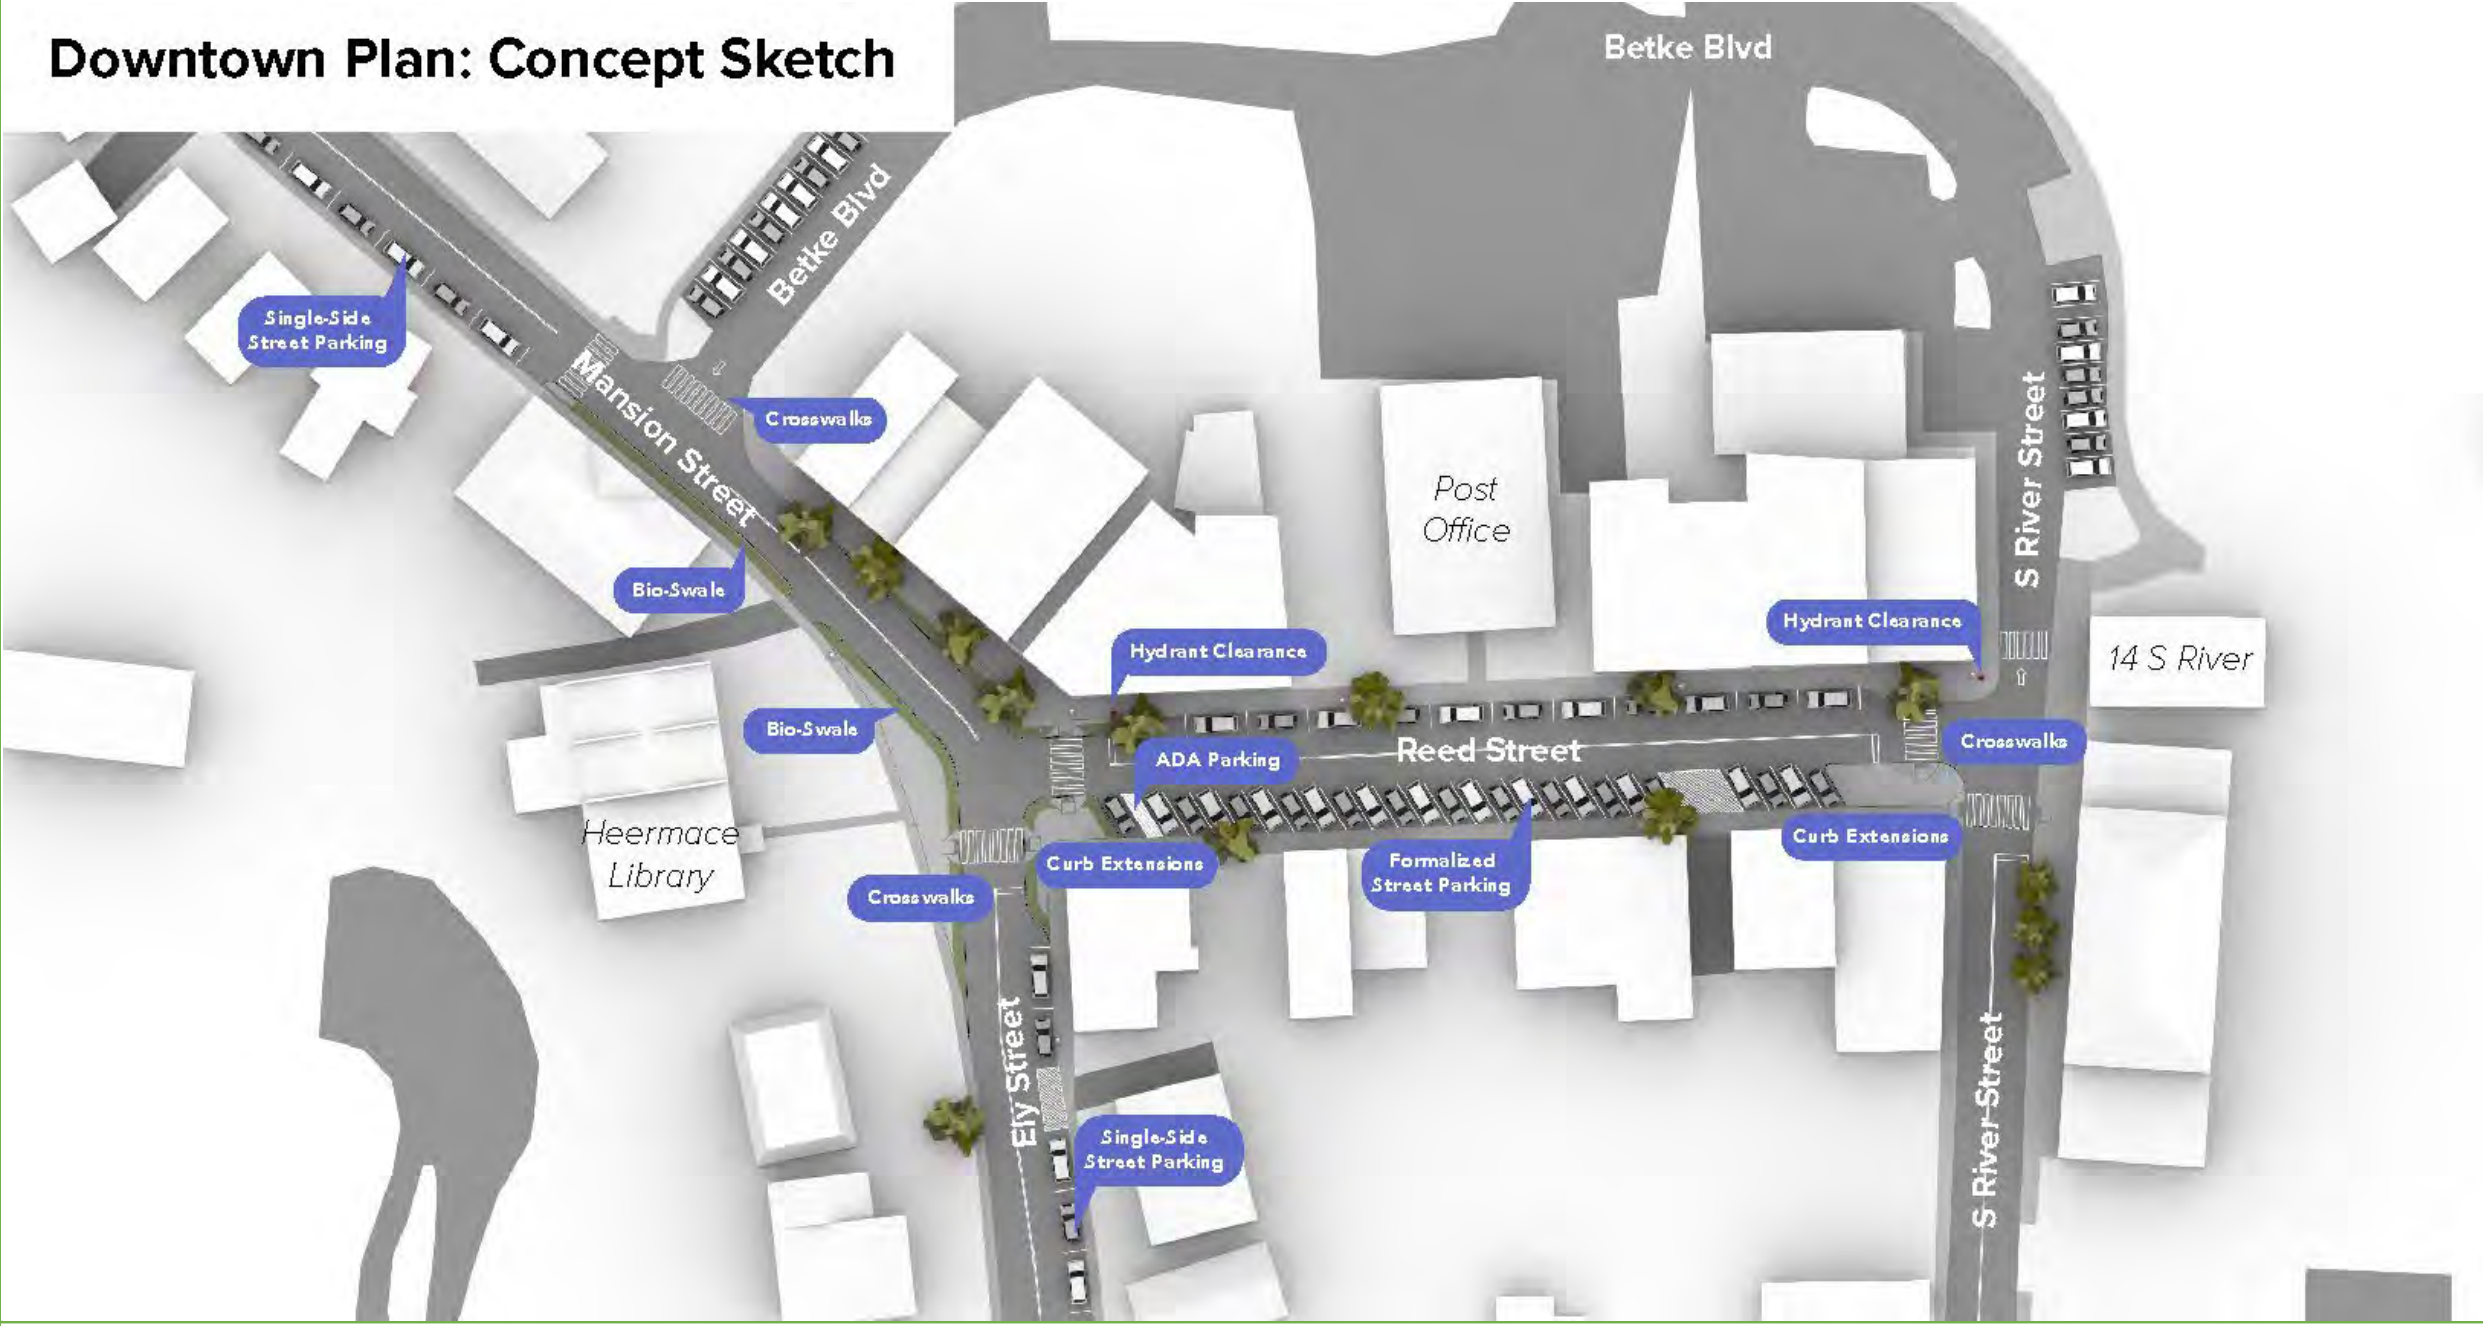 Downtown Plan: Concept Sketch
Betke Blvd
Betke Blvd
Single-Side
Street Parking
Mansion Street
Crosswalks
S River Street
Post
Office
Bio-Swale
Hydrant Clearance
Hydrant Clearance
14 S River
Bio-Swale
ADA Parking
Reed Street
Crosswalks
Heermace
Library
Curb Extensions
Formalized
Street Parking
Curb Extensions
Crosswalks
Ely Street
S River Street
Single-Side
Street Parking